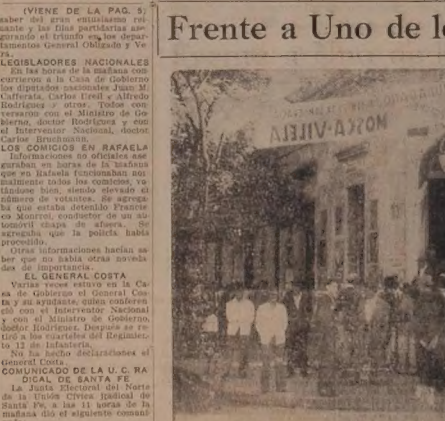 (VIENE DE LA PAG. 5)
saber del gran entusiasmo rei-
nante y las filas partidarias ase-
gurando el triunfo en los depar-
tamentos General Obligado y Ve-
ra.
LEGISLADORES NACIONALES
En las horas de la mañana con-
currieron a la Casa de Gobierno
los diputados nacionales Juan M.
Cafferata, Carlos y Alfredo
Rodríguez y otros. Todos con-
versaron con el Ministro de Go-
bierno, doctor Rodríguez y con
el Interventor Nacional, doctor
Carlos Bruchmann.
LOS COMICIOS EN RAFAELA
Informaciones no oficiales ase-
guraban en horas de la mañana
que en Rafaela funcionaban nor-
malmente todos los comicios, vo-
tándose bien, siendo elevado el
número de votantes. Se agrega-
ba que estaba detenido Francis-
co Monreol, conductor de un au-
tomóvil chapa de afuera. Se
agregaba que la policía había
procedido.
Otras informaciones hacían sa-
ber que no había otras noveda-
des de importancia.
EL GENERAL COSTA
Varias veces estuvo en la Ca-
sa de Gobierno el General Cos-
ta y su ayudante, quien conferen-
ció con el Interventor Nacional
y con el Ministro de Gobierno,
doctor Rodríguez. Después se re-
tiró a los cuarteles del Regimien-
to 12 de Infantería.
No ha hecho declaraciones el
General Costa.
COMUNICADO DE LA U. C. RA
DICAL DE SANTA FE
La Junta Electoral del Norte
de la Unión Cívica Radical de
Santa Fe, a las 11 horas de la
mañana dió el siguiente comuni-
Frente a Uno de l
MOSCA-VILELA